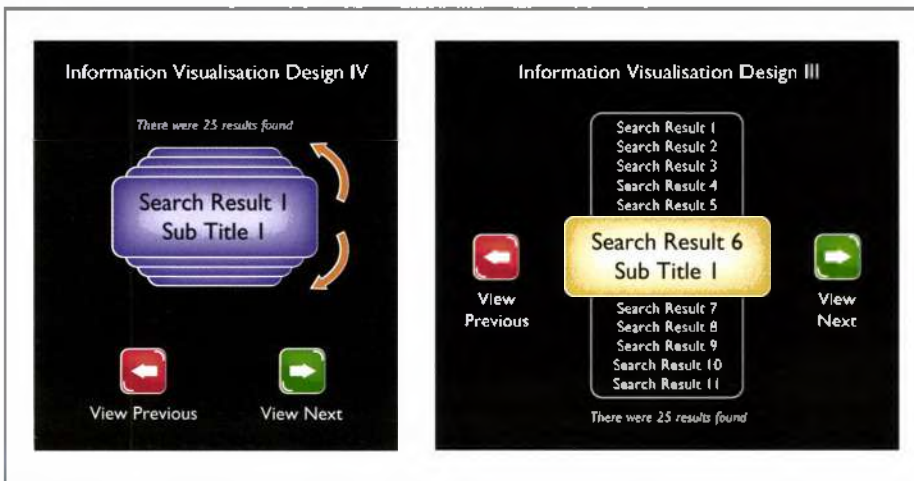 Information Visualisation Design IV
There were 25 results found
Search Result 1
Sub Title 1
View Previous
View Next
Information Visualisation Design III
Search Result 1
Search Result 2
Search Result 3
Search Result 4
Search Result 5
Search Result 6
Sub Title 1
View
Previous
View
Next
Search Result 7
Search Result 8
Search Result 9
Search Result 10
Search Result 11
There were 25 results found